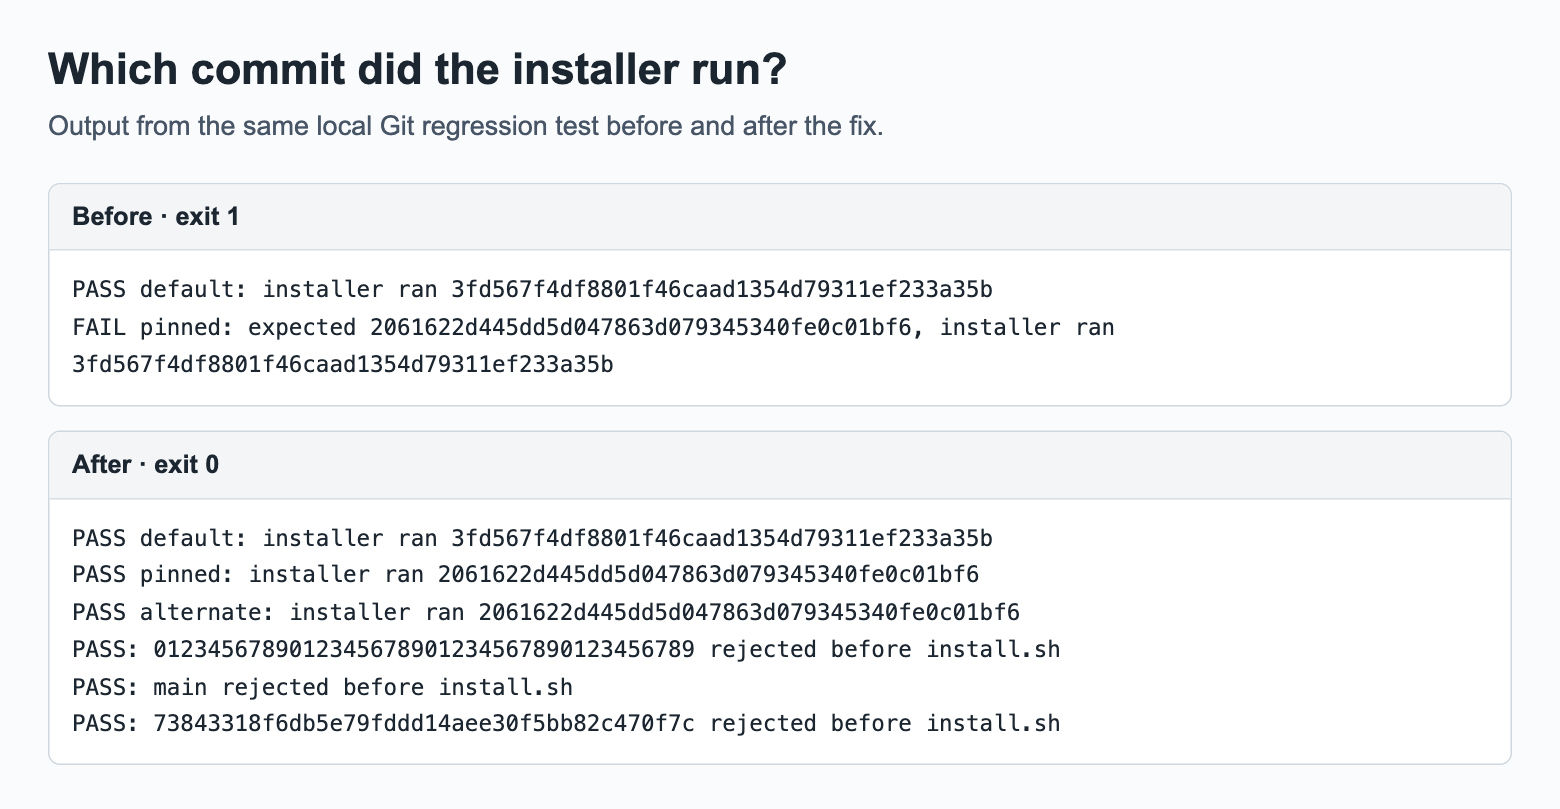 Which commit did the installer run?
Output from the same local Git regression test before and after the fix.
Before · exit 1
PASS default: installer ran 3fd567f4df8801f46caad1354d79311ef233a35b
FAIL pinned: expected 2061622d445dd5d047863d079345340fe0c01bf6, installer ran
3fd567f4df8801f46caad1354d79311ef233a35b
After · exit 0
PASS default: installer ran 3fd567f4df8801f46caad1354d79311ef233a35b
PASS pinned: installer ran 2061622d445dd5d047863d079345340fe0c01bf6
PASS alternate: installer ran 2061622d445dd5d047863d079345340fe0c01bf6
PASS: 0123456789012345678901234567890123456789 rejected before install.sh
PASS: main rejected before install.sh
PASS: 73843318f6db5e79fddd14aee30f5bb82c470f7c rejected before install.sh